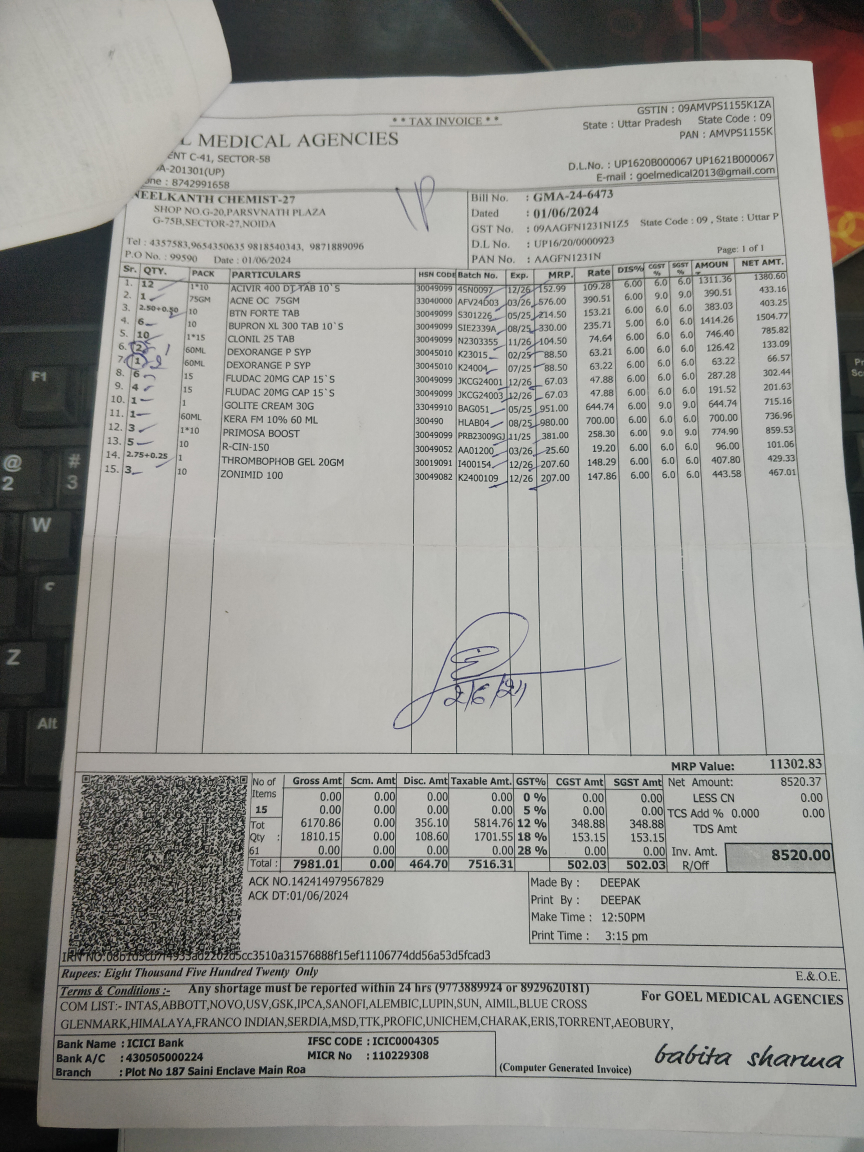 * * TAX INVOICE * *
GSTIN : 09AMVPS1155K1ZA
State : Uttar Pradesh State Code : 09
PAN : AMVPS1155K
L MEDICAL AGENCIES
ENT C-41, SECTOR-58
A-201301(UP)
one : 8742991658
D.L.No. : UP1620B000067 UP1621B000067
E-mail : goelmedical2013@gmail.com
NEELKANTH CHEMIST-27
SHOP NO.G-20,PARSVNATH PLAZA
G-75B,SECTOR-27,NOIDA
Tel : 4357583,9654350635 9818540343, 9871889096
P.O No. : 99590 Date : 01/06/2024
Bill No. : GMA-24-6473
Dated : 01/06/2024
GST No. : 09AAGFN1231N1Z5 State Code : 09 , State : Uttar P
D.L No. : UP16/20/0000923
PAN No. : AAGFN1231N
Page: 1 of 1
Sr. QTY. PACK PARTICULARS HSN CODE Batch No. Exp. MRP. Rate DIS% CGST % SGST % AMOUN NET AMT.
1. 12 1*10 ACIVIR 400 DT TAB 10`S 30049099 4SN0097 12/26 152.99 109.28 6.00 6.0 6.0 1311.36 1380.60
2. 1 75GM ACNE OC 75GM 33040000 AFV24D03 03/26 576.00 390.51 6.00 9.0 9.0 390.51 433.16
3. 2.50+0.50 10 BTN FORTE TAB 30049099 S301226 05/25 214.50 153.21 6.00 6.0 6.0 383.03 403.25
4. 6 10 BUPRON XL 300 TAB 10`S 30049099 SIE2339A 08/25 330.00 235.71 5.00 6.0 6.0 1414.26 1504.77
5. 10 1*15 CLONIL 25 TAB 30049099 N2303355 11/26 104.50 74.64 6.00 6.0 6.0 746.40 785.82
6. 2 60ML DEXORANGE P SYP 30045010 K23015 02/25 88.50 63.21 6.00 6.0 6.0 126.42 133.09
7. 1 60ML DEXORANGE P SYP 30045010 K24004 07/25 88.50 63.22 6.00 6.0 6.0 63.22 66.57
8. 6 15 FLUDAC 20MG CAP 15`S 30049099 JKCG24001 12/26 67.03 47.88 6.00 6.0 6.0 287.28 302.44
9. 4 15 FLUDAC 20MG CAP 15`S 30049099 JKCG24003 12/26 67.03 47.88 6.00 6.0 6.0 191.52 201.63
10. 1 1 GOLITE CREAM 30G 33049910 BAG051 05/25 951.00 644.74 6.00 9.0 9.0 644.74 715.16
11. 1 60ML KERA FM 10% 60 ML 300490 HLAB04 08/25 980.00 700.00 6.00 6.0 6.0 700.00 736.96
12. 3 1*10 PRIMOSA BOOST 30049099 PRB23009GJ 11/25 381.00 258.30 6.00 9.0 9.0 774.90 859.53
13. 5 10 R-CIN-150 30049052 AA01200 03/26 25.60 19.20 6.00 6.0 6.0 96.00 101.06
14. 2.75+0.25 1 THROMBOPHOB GEL 20GM 30019091 I400154 12/26 207.60 148.29 6.00 6.0 6.0 407.80 429.33
15. 3 10 ZONIMID 100 30049082 K2400109 12/26 207.00 147.86 6.00 6.0 6.0 443.58 467.01
2/6/24
MRP Value: 11302.83
No of Items 15 Gross Amt Scm. Amt Disc. Amt Taxable Amt. GST% CGST Amt SGST Amt Net Amount: 8520.37
0.00 0.00 0.00 0.00 0 % 0.00 0.00 LESS CN 0.00
0.00 0.00 0.00 0.00 5 % 0.00 0.00 TCS Add % 0.000 0.00
Tot 6170.86 0.00 356.10 5814.76 12 % 348.88 348.88 TDS Amt
Qty : 1810.15 0.00 108.60 1701.55 18 % 153.15 153.15
61 0.00 0.00 0.00 0.00 28 % 0.00 0.00 Inv. Amt. 8520.00
Total : 7981.01 0.00 464.70 7516.31 502.03 502.03 R/Off
ACK NO.142414979567829
ACK DT:01/06/2024
Made By : DEEPAK
Print By : DEEPAK
Make Time : 12:50PM
Print Time : 3:15 pm
Rupees: Eight Thousand Five Hundred Twenty Only
E.&O.E.
Terms & Conditions :- Any shortage must be reported within 24 hrs (9773889924 or 8929620181)
COM LIST:- INTAS,ABBOTT,NOVO,USV,GSK,IPCA,SANOFI,ALEMBIC,LUPIN,SUN, AIMIL,BLUE CROSS
GLENMARK,HIMALAYA,FRANCO INDIAN,SERDIA,MSD,TTK,PROFIC,UNICHEM,CHARAK,ERIS,TORRENT,AEOBURY,
For GOEL MEDICAL AGENCIES
Bank Name : ICICI Bank IFSC CODE : ICIC0004305
Bank A/C : 430505000224 MICR No : 110229308
Branch : Plot No 187 Saini Enclave Main Roa
(Computer Generated Invoice)
babita sharma
F1
@
2
#
3
W
Z
Alt